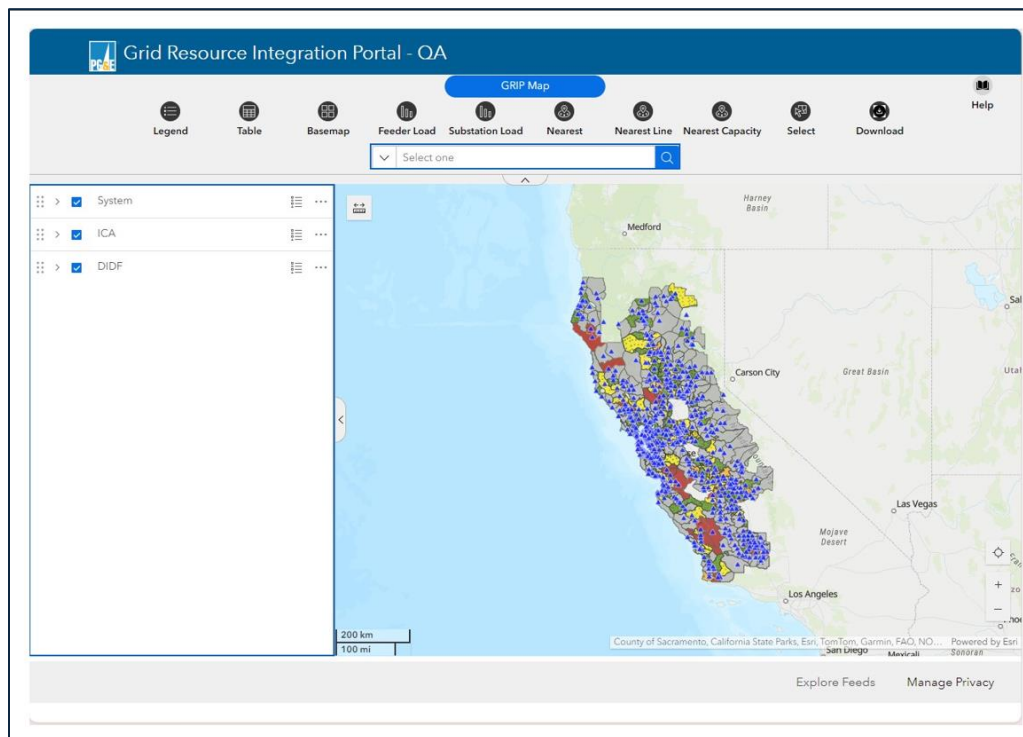 PG&E
Grid Resource Integration Portal - QA
GRIP Map
Help
Legend Table Basemap Feeder Load Substation Load Nearest Nearest Line Nearest Capacity Select Download
Select one
System
ICA
DIDF
Harney
Basin
Medford
Carson City
Great Basin
Las Vegas
Mojave
Desert
Los Angeles
200 km
100 mi
County of Sacramento, California State Parks, Esri, TomTom, Garmin, FAO, NO... Powered by Esri
San Diego Mexicali Sonoran
Explore Feeds Manage Privacy